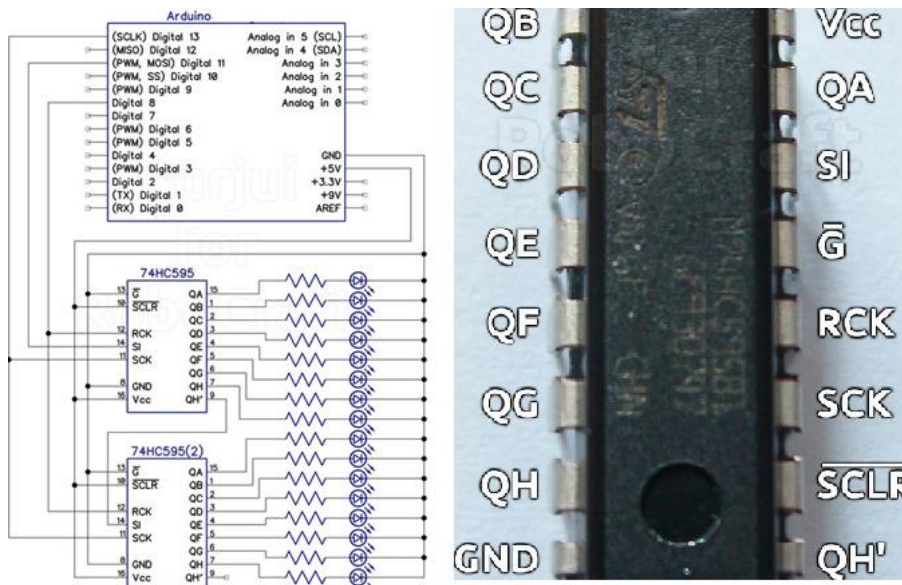 Arduino
(SCLK) Digital 13
(MISO) Digital 12
(PWM, MOSI) Digital 11
(PWM, SS) Digital 10
(PWM) Digital 9
Digital 8
Digital 7
(PWM) Digital 6
(PWM) Digital 5
Digital 4
(PWM) Digital 3
Digital 2
(TX) Digital 1
(RX) Digital 0
Analog in 5 (SCL)
Analog in 4 (SDA)
Analog in 3
Analog in 2
Analog in 1
Analog in 0
GND
+5V
+3.3V
+9V
AREF
74HC595
13 G̅ QA 15
10 S̅C̅L̅R̅ QB 1
QC 2
12 RCK QD 3
14 SI QE 4
11 SCK QF 5
QG 6
8 GND QH 7
16 Vcc QH' 9
74HC595(2)
13 G̅ QA 15
10 S̅C̅L̅R̅ QB 1
QC 2
12 RCK QD 3
14 SI QE 4
11 SCK QF 5
QG 6
8 GND QH 7
16 Vcc QH' 9
QB Vcc
QC QA
QD SI
QE G̅
QF RCK
QG SCK
QH S̅C̅L̅R̅
GND QH'